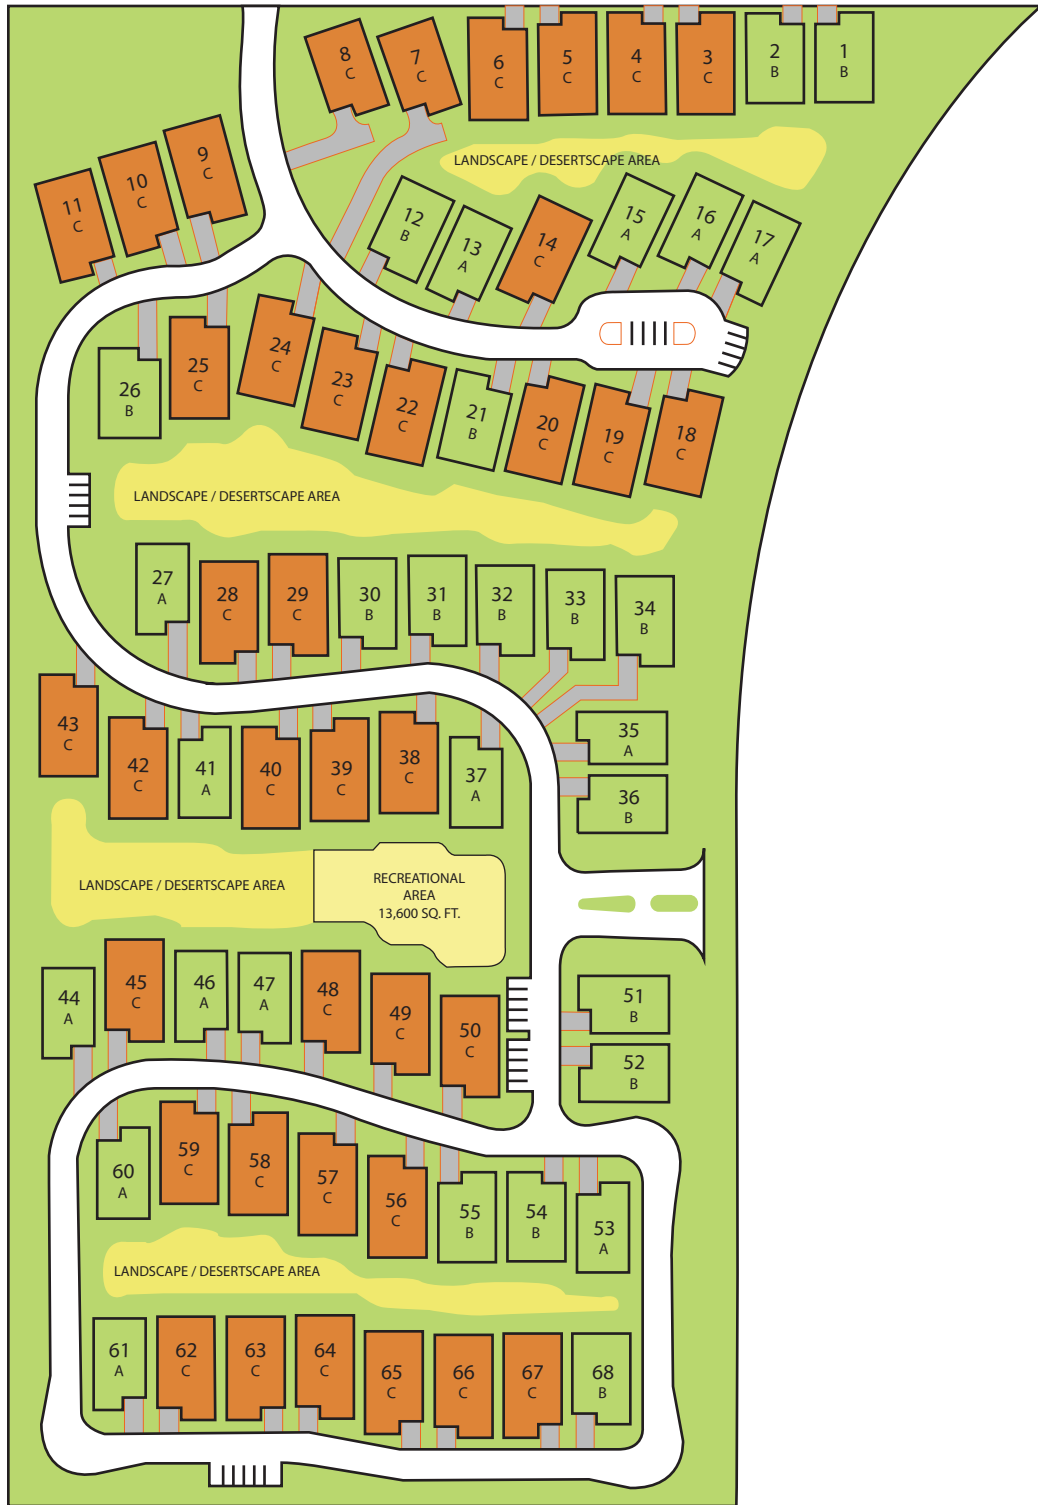 8
C
7
C
6
C
5
C
4
C
3
C
2
B
1
B
LANDSCAPE / DESERTSCAPE AREA
9
C
10
C
11
C
12
B
13
A
14
C
15
A
16
A
17
A
26
B
25
C
24
C
23
C
22
C
21
B
20
C
19
C
18
C
LANDSCAPE / DESERTSCAPE AREA
27
A
28
C
29
C
30
B
31
B
32
B
33
B
34
B
35
A
36
B
43
C
42
C
41
A
40
C
39
C
38
C
37
A
LANDSCAPE / DESERTSCAPE AREA
RECREATIONAL
AREA
13,600 SQ. FT.
44
A
45
C
46
A
47
A
48
C
49
C
50
C
51
B
52
B
60
A
59
C
58
C
57
C
56
C
55
B
54
B
53
A
LANDSCAPE / DESERTSCAPE AREA
61
A
62
C
63
C
64
C
65
C
66
C
67
C
68
B